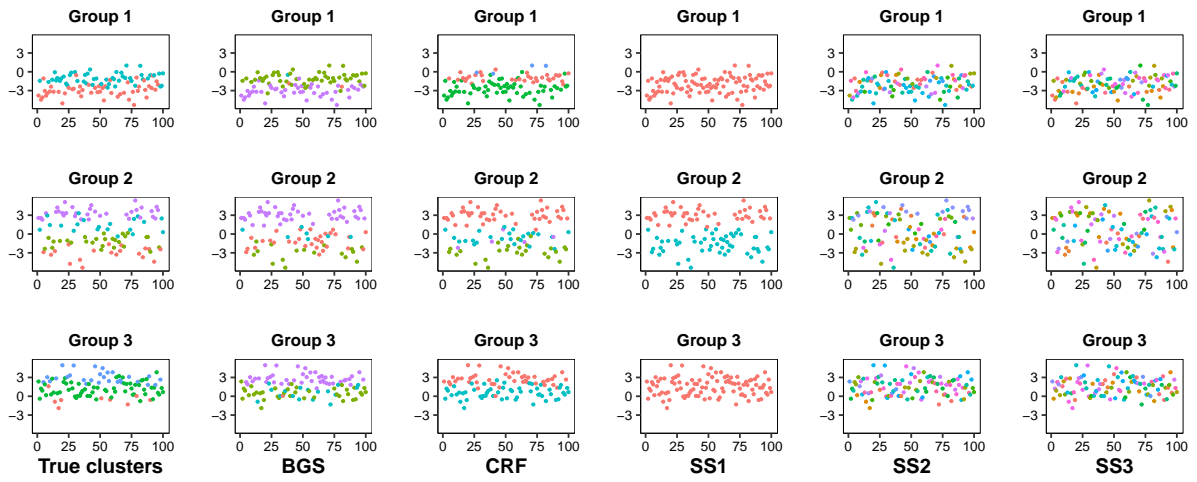 Group 1 Group 1 Group 1 Group 1 Group 1 Group 1
3 3 3 3 3 3
0 0 0 0 0 0
−3 −3 −3 −3 −3 −3
0 25 50 75 100 0 25 50 75 100 0 25 50 75 100 0 25 50 75 100 0 25 50 75 100 0 25 50 75 100
Group 2 Group 2 Group 2 Group 2 Group 2 Group 2
3 3 3 3 3 3
0 0 0 0 0 0
−3 −3 −3 −3 −3 −3
0 25 50 75 100 0 25 50 75 100 0 25 50 75 100 0 25 50 75 100 0 25 50 75 100 0 25 50 75 100
Group 3 Group 3 Group 3 Group 3 Group 3 Group 3
3 3 3 3 3 3
0 0 0 0 0 0
−3 −3 −3 −3 −3 −3
0 25 50 75 100 0 25 50 75 100 0 25 50 75 100 0 25 50 75 100 0 25 50 75 100 0 25 50 75 100
True clusters BGS CRF SS1 SS2 SS3